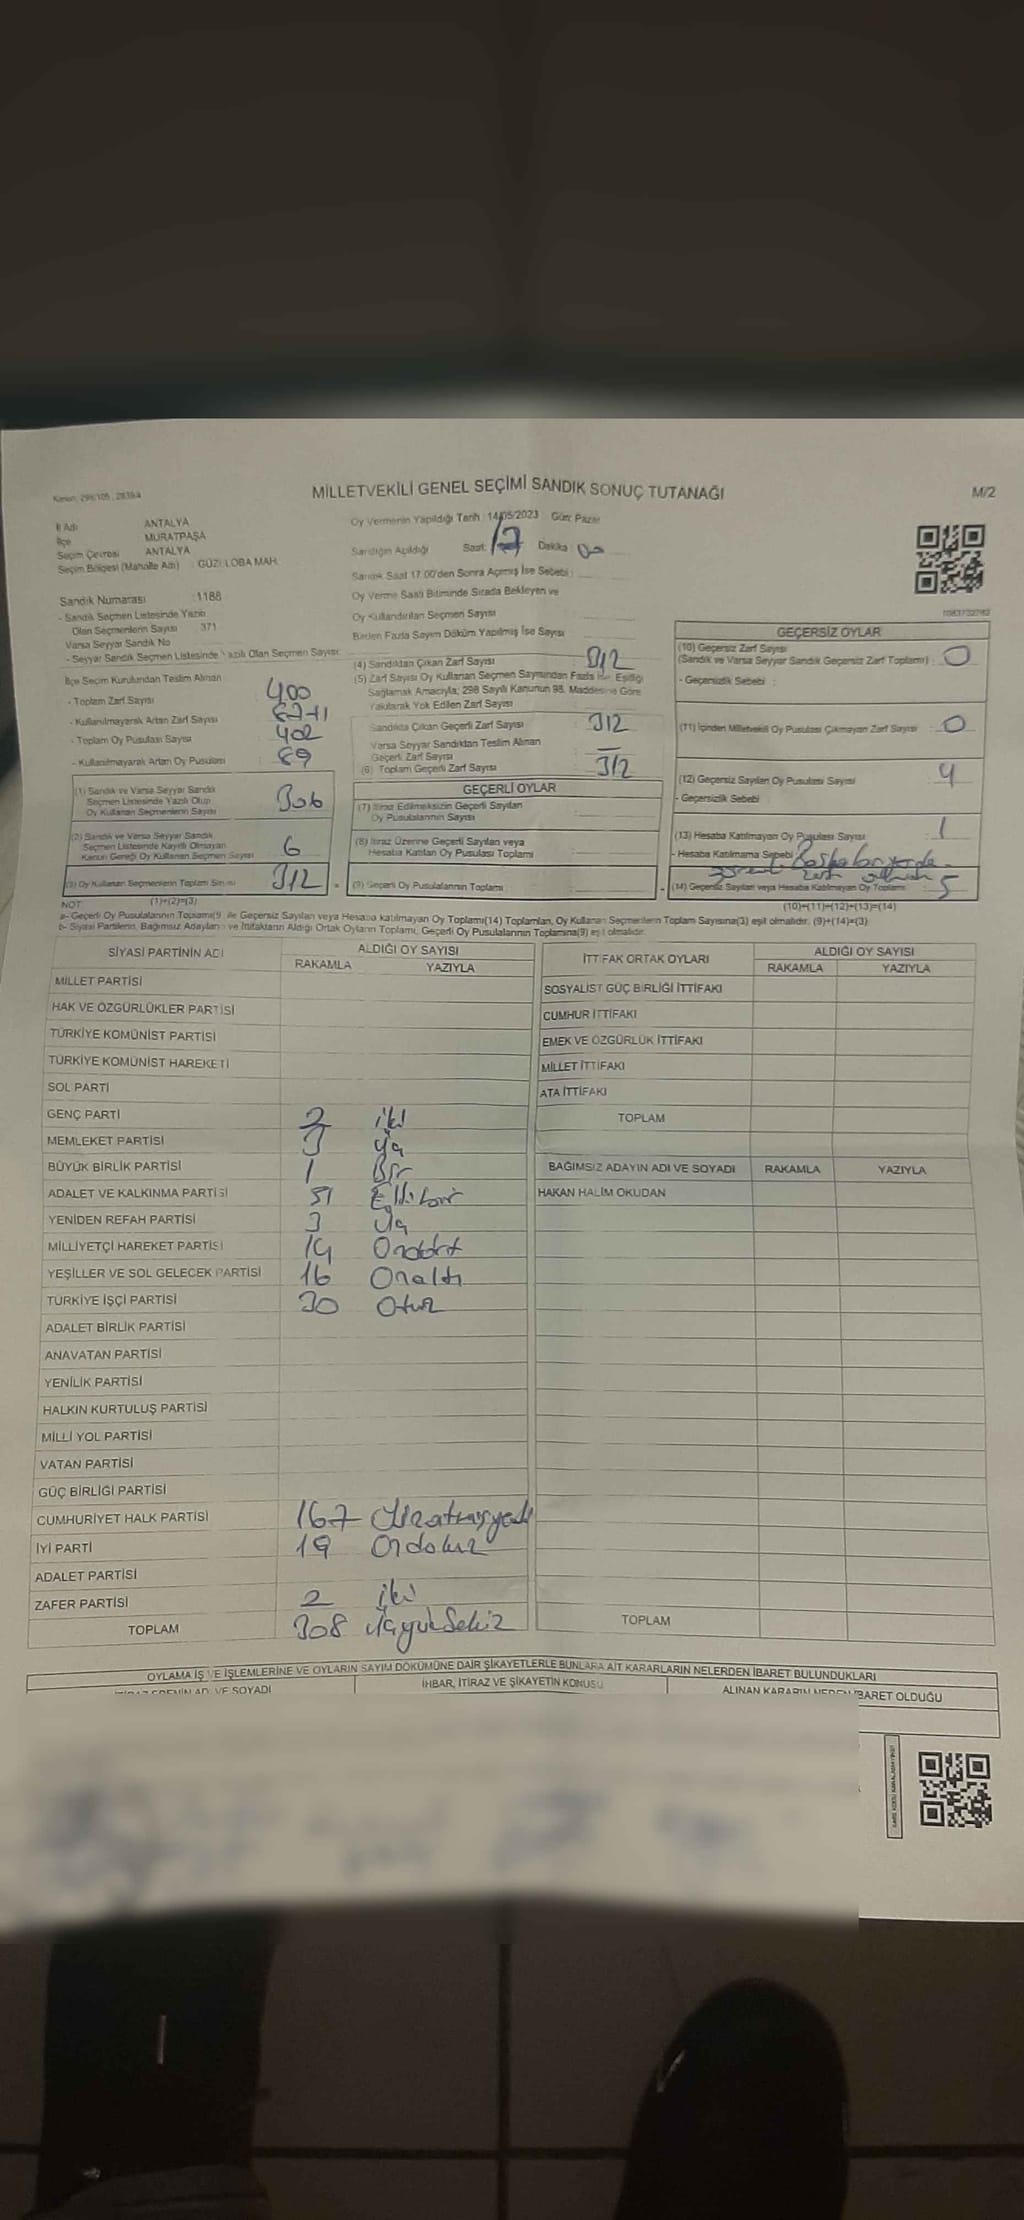 MİLLETVEKİLİ GENEL SEÇİMİ SANDIK SONUÇ TUTANAĞI
M/2
İl Adı ANTALYA
İlçe MURATPAŞA
Seçim Çevresi ANTALYA
Seçim Bölgesi (Mahalle Adı) : GÜZELOBA MAH.
Sandık Numarası : 1188
- Sandık Seçmen Listesinde Yazılı
Olan Seçmenlerin Sayısı 371
Varsa Seyyar Sandık No
- Seyyar Sandık Seçmen Listesinde Yazılı Olan Seçmen Sayısı:
İlçe Seçim Kurulundan Teslim Alınan
- Toplam Zarf Sayısı 400
- Kullanılmayarak Artan Zarf Sayısı
- Toplam Oy Pusulası Sayısı 402
- Kullanılmayarak Artan Oy Pusulası 89
(1) Sandık ve Varsa Seyyar Sandık
Seçmen Listesinde Yazılı Olup
Oy Kullanan Seçmenlerin Sayısı 306
(2) Sandık ve Varsa Seyyar Sandık
Seçmen Listesinde Kayıtlı Olmayan
Kanun Gereği Oy Kullanan Seçmen Sayısı 6
(3) Oy Kullanan Seçmenlerin Toplam Sayısı 312
(1)+(2)=(3)
Oy Vermenin Yapıldığı Tarih : 14/05/2023 Gün: Pazar
Sandığın Açıldığı Saat: 17 Dakika : 00
Sandık Saat 17.00'den Sonra Açılmış İse Sebebi :
Oy Verme Saati Bitiminde Sırada Bekleyen ve
Oy Kullandırılan Seçmen Sayısı
Birden Fazla Sayım Döküm Yapılmış İse Sayısı
(4) Sandıktan Çıkan Zarf Sayısı 312
(5) Zarf Sayısı Oy Kullanan Seçmen Sayısından Fazla İse, Eşitliği
Sağlamak Amacıyla; 298 Sayılı Kanunun 98. Maddesine Göre
Yakılarak Yok Edilen Zarf Sayısı
Sandıkta Çıkan Geçerli Zarf Sayısı 312
Varsa Seyyar Sandıktan Teslim Alınan
Geçerli Zarf Sayısı —
(6) Toplam Geçerli Zarf Sayısı 312
GEÇERLİ OYLAR
(7) İtiraz Edilmeksizin Geçerli Sayılan
Oy Pusulalarının Sayısı
(8) İtiraz Üzerine Geçerli Sayılan veya
Hesaba Katılan Oy Pusulası Toplamı
(9) Geçerli Oy Pusulalarının Toplamı
GEÇERSİZ OYLAR
(10) Geçersiz Zarf Sayısı
(Sandık ve Varsa Seyyar Sandık Geçersiz Zarf Toplamı) : 0
- Geçersizlik Sebebi :
(11) İçinden Milletvekili Oy Pusulası Çıkmayan Zarf Sayısı : 0
(12) Geçersiz Sayılan Oy Pusulası Sayısı 4
- Geçersizlik Sebebi
(13) Hesaba Katılmayan Oy Pusulası Sayısı 1
- Hesaba Katılmama Sebebi
(14) Geçersiz Sayılan veya Hesaba Katılmayan Oy Toplamı 5
(10)+(11)+(12)+(13)=(14)
NOT
a- Geçerli Oy Pusulalarının Toplamı(9) ile Geçersiz Sayılan veya Hesaba katılmayan Oy Toplamı(14) Toplamları, Oy Kullanan Seçmenlerin Toplam Sayısına(3) eşit olmalıdır. (9)+(14)=(3)
b- Siyasi Partilerin, Bağımsız Adayların ve İttifakların Aldığı Ortak Oyların Toplamı, Geçerli Oy Pusulalarının Toplamına(9) eşit olmalıdır.
SİYASİ PARTİNİN ADI ALDIĞI OY SAYISI
RAKAMLA YAZIYLA
MİLLET PARTİSİ
HAK VE ÖZGÜRLÜKLER PARTİSİ
TÜRKİYE KOMÜNİST PARTİSİ
TÜRKİYE KOMÜNİST HAREKETİ
SOL PARTİ
GENÇ PARTİ 2 iki
MEMLEKET PARTİSİ 3 üç
BÜYÜK BİRLİK PARTİSİ 1 Bir
ADALET VE KALKINMA PARTİSİ 51 Ellibir
YENİDEN REFAH PARTİSİ 3 Üç
MİLLİYETÇİ HAREKET PARTİSİ 14 Ondört
YEŞİLLER VE SOL GELECEK PARTİSİ 16 Onaltı
TÜRKİYE İŞÇİ PARTİSİ 30 Otuz
ADALET BİRLİK PARTİSİ
ANAVATAN PARTİSİ
YENİLİK PARTİSİ
HALKIN KURTULUŞ PARTİSİ
MİLLİ YOL PARTİSİ
VATAN PARTİSİ
GÜÇ BİRLİĞİ PARTİSİ
CUMHURİYET HALK PARTİSİ 167 Yüzatmışyedi
İYİ PARTİ 19 Ondokuz
ADALET PARTİSİ
ZAFER PARTİSİ 2 iki
TOPLAM 308 üçyüzSekiz
İTTİFAK ORTAK OYLARI ALDIĞI OY SAYISI
RAKAMLA YAZIYLA
SOSYALİST GÜÇ BİRLİĞİ İTTİFAKI
CUMHUR İTTİFAKI
EMEK VE ÖZGÜRLÜK İTTİFAKI
MİLLET İTTİFAKI
ATA İTTİFAKI
TOPLAM
BAĞIMSIZ ADAYIN ADI VE SOYADI RAKAMLA YAZIYLA
HAKAN HALİM OKUDAN
TOPLAM
OYLAMA İŞ VE İŞLEMLERİNE VE OYLARIN SAYIM DÖKÜMÜNE DAİR ŞİKAYETLERLE BUNLARA AİT KARARLARIN NELERDEN İBARET BULUNDUKLARI
İTİRAZ EDENİN ADI VE SOYADI İHBAR, İTİRAZ VE ŞİKAYETİN KONUSU ALINAN KARARIN NEDEN İBARET OLDUĞU